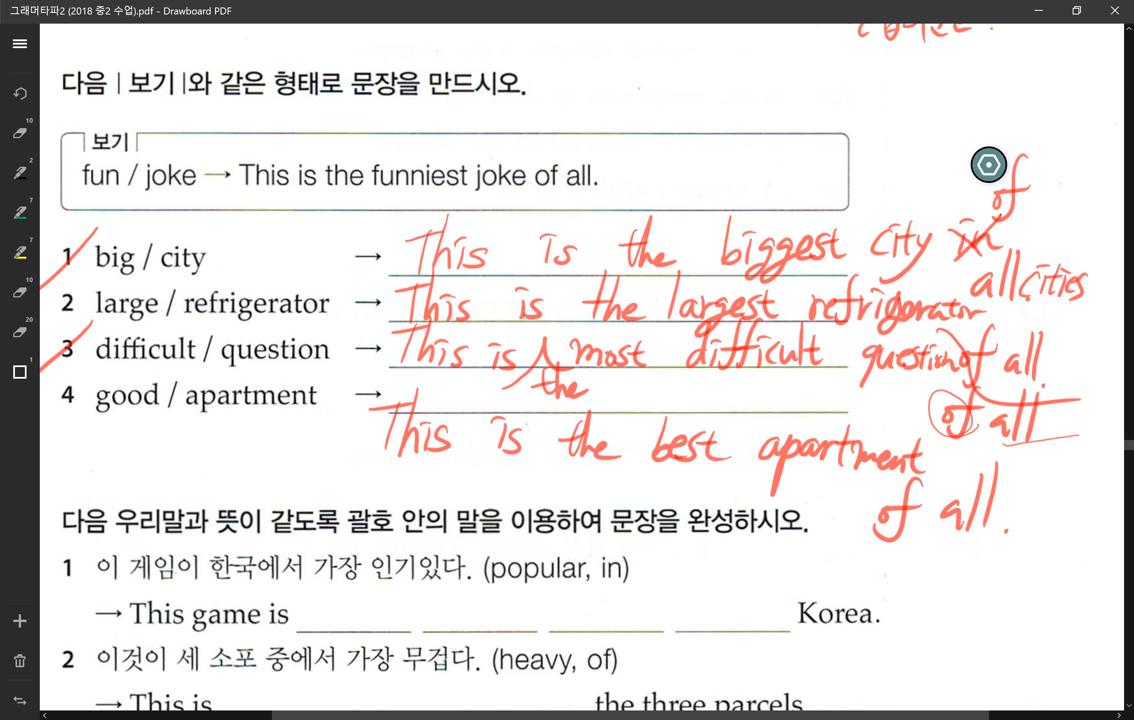 그래머타파2 (2018 중2 수업).pdf - Drawboard PDF
다음 | 보기 |와 같은 형태로 문장을 만드시오.
보기
fun / joke → This is the funniest joke of all.
of
1 big / city → This is the biggest city in
all cities
2 large / refrigerator → This is the largest refrigerator
of all
3 difficult / question → This is the most difficult question of all.
4 good / apartment → This is the best apartment
of all.
다음 우리말과 뜻이 같도록 괄호 안의 말을 이용하여 문장을 완성하시오.
1 이 게임이 한국에서 가장 인기있다. (popular, in)
→ This game is Korea.
2 이것이 세 소포 중에서 가장 무겁다. (heavy, of)
→ This is the three parcels